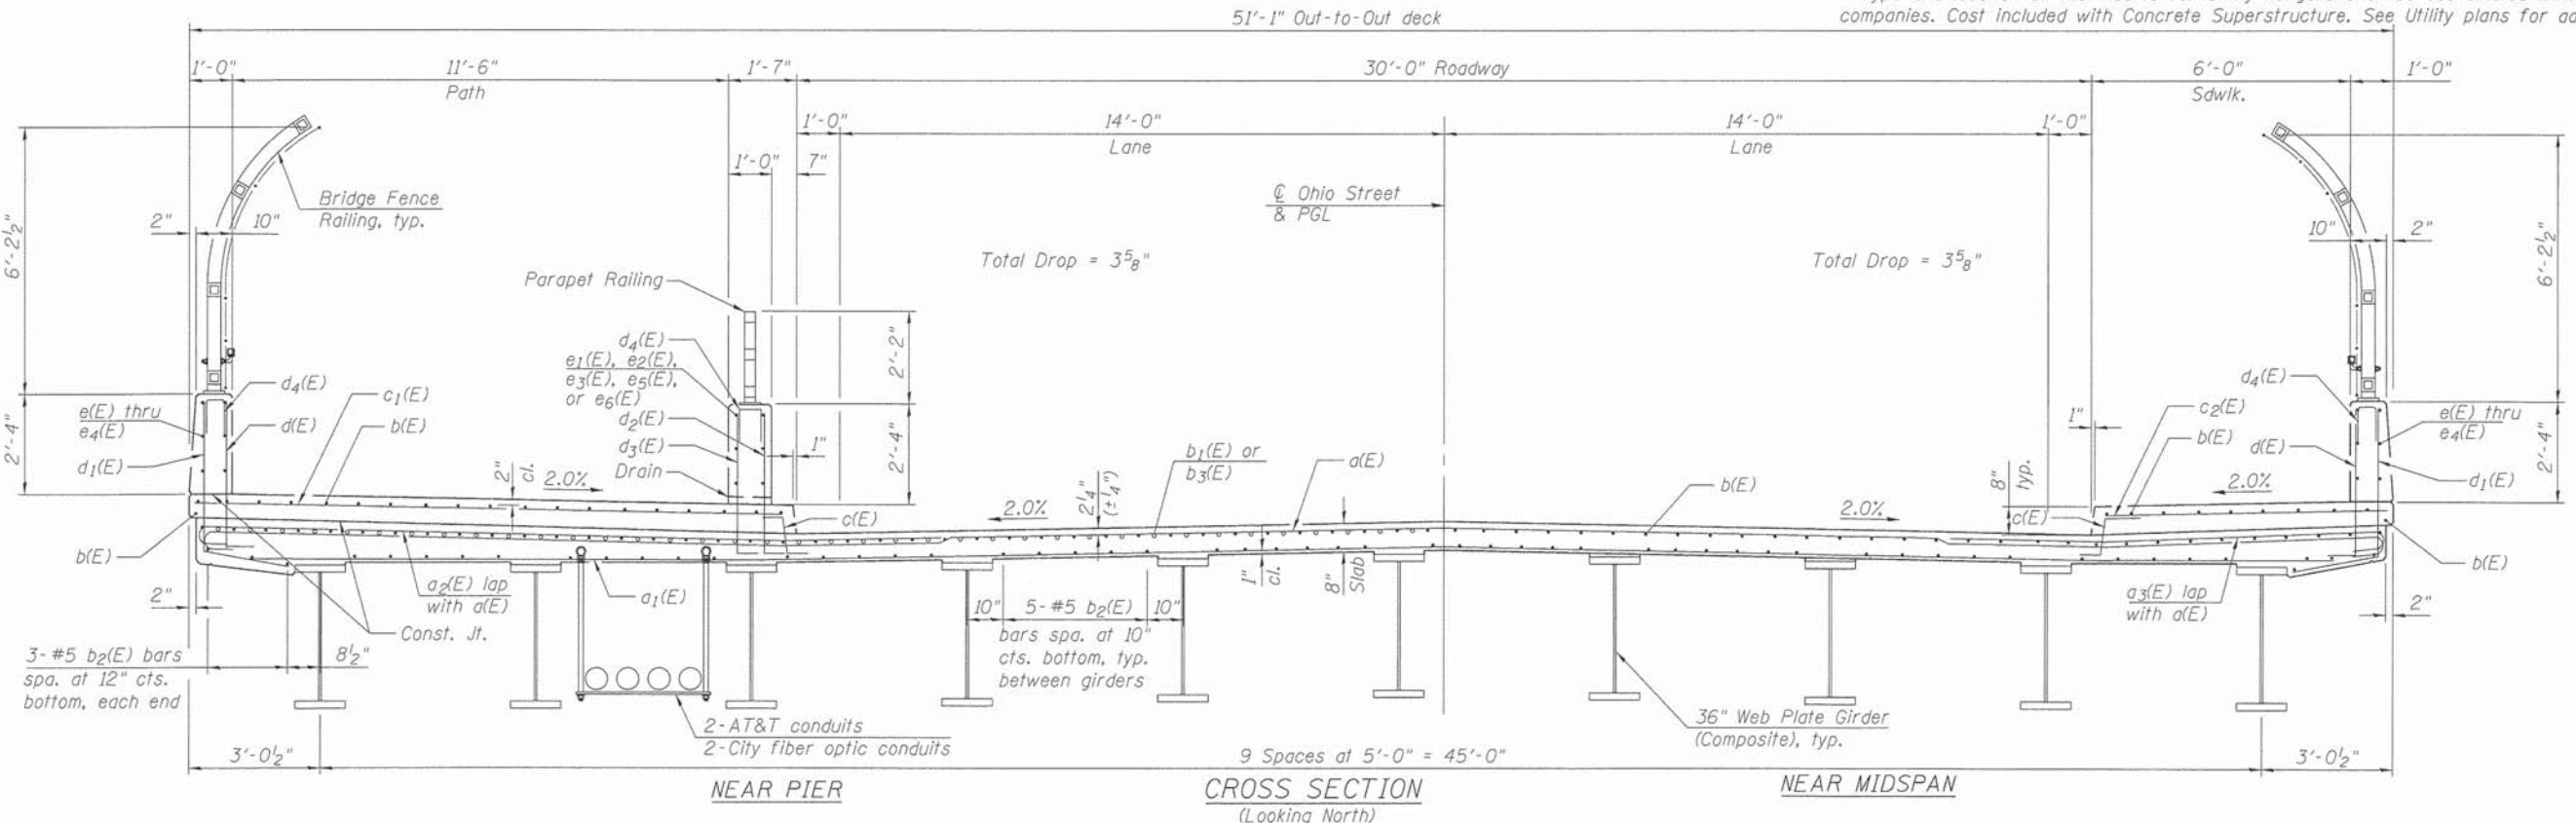 companies. Cost included with Concrete Superstructure. See Utility plans for ad
51'-1" Out-to-Out deck
1'-0"
11'-6"
Path
1'-7"
30'-0" Roadway
6'-0"
Sdwlk.
1'-0"
1'-0"
14'-0"
Lane
14'-0"
Lane
1'-0"
1'-0"
7"
℄ Ohio Street
& PGL
Bridge Fence
Railing, typ.
2"
10"
6'-2½"
10"
2"
6'-2½"
Total Drop = 3⅝"
Total Drop = 3⅝"
Parapet Railing
2'-2"
d4(E)
e1(E), e2(E),
e3(E), e5(E),
or e6(E)
d2(E)
d3(E)
Drain
1"
2'-4"
d4(E)
c1(E)
e(E) thru
e4(E)
d(E)
b(E)
d1(E)
2'-4"
2" cl.
2.0%
2.0%
2¼"
(±¼")
b1(E) or
b3(E)
a(E)
b(E)
2.0%
8"
typ.
1"
c(E)
c(E)
d4(E)
c2(E)
b(E)
e(E) thru
e4(E)
d(E)
d1(E)
2.0%
2'-4"
b(E)
b(E)
2"
a2(E) lap
with a(E)
a1(E)
Const. Jt.
1"
cl.
8"
Slab
a3(E) lap
with a(E)
2"
10"
5-#5 b2(E)
10"
bars spa. at 10"
cts. bottom, typ.
between girders
3-#5 b2(E) bars
spa. at 12" cts.
bottom, each end
8½"
2-AT&T conduits
2-City fiber optic conduits
36" Web Plate Girder
(Composite), typ.
3'-0½"
9 Spaces at 5'-0" = 45'-0"
3'-0½"
NEAR PIER
CROSS SECTION
(Looking North)
NEAR MIDSPAN